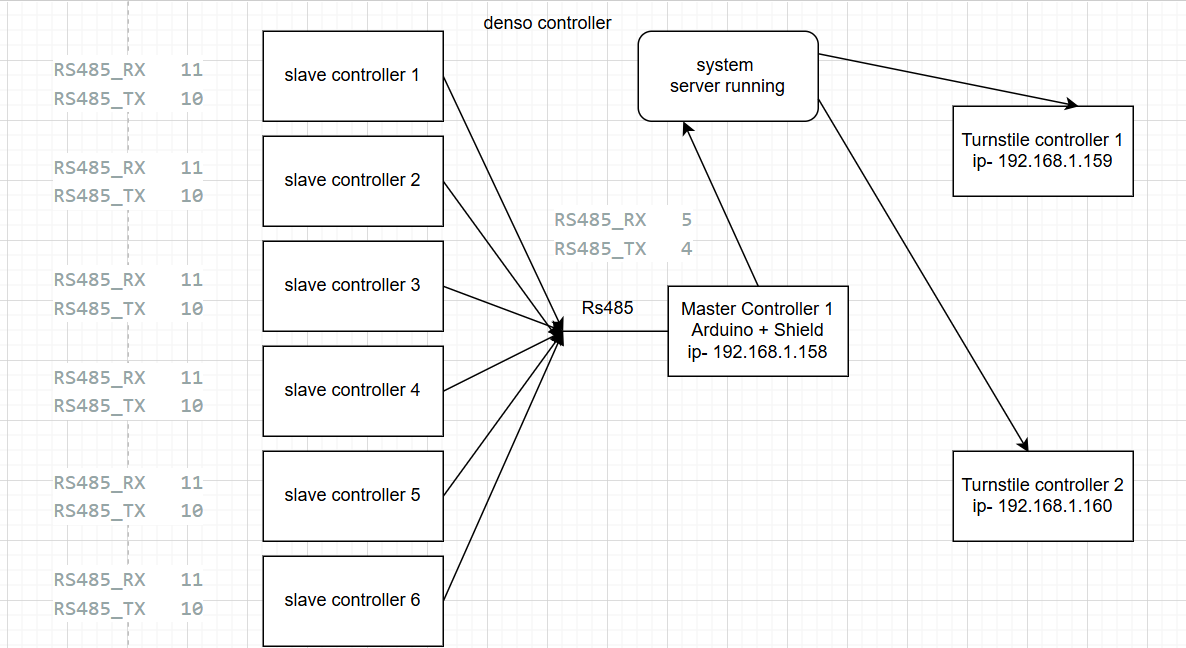 denso controller
RS485_RX 11
RS485_TX 10
slave controller 1
RS485_RX 11
RS485_TX 10
slave controller 2
RS485_RX 11
RS485_TX 10
slave controller 3
RS485_RX 11
RS485_TX 10
slave controller 4
RS485_RX 11
RS485_TX 10
slave controller 5
RS485_RX 11
RS485_TX 10
slave controller 6
RS485_RX 5
RS485_TX 4
Rs485
Master Controller 1
Arduino + Shield
ip- 192.168.1.158
system
server running
Turnstile controller 1
ip- 192.168.1.159
Turnstile controller 2
ip- 192.168.1.160